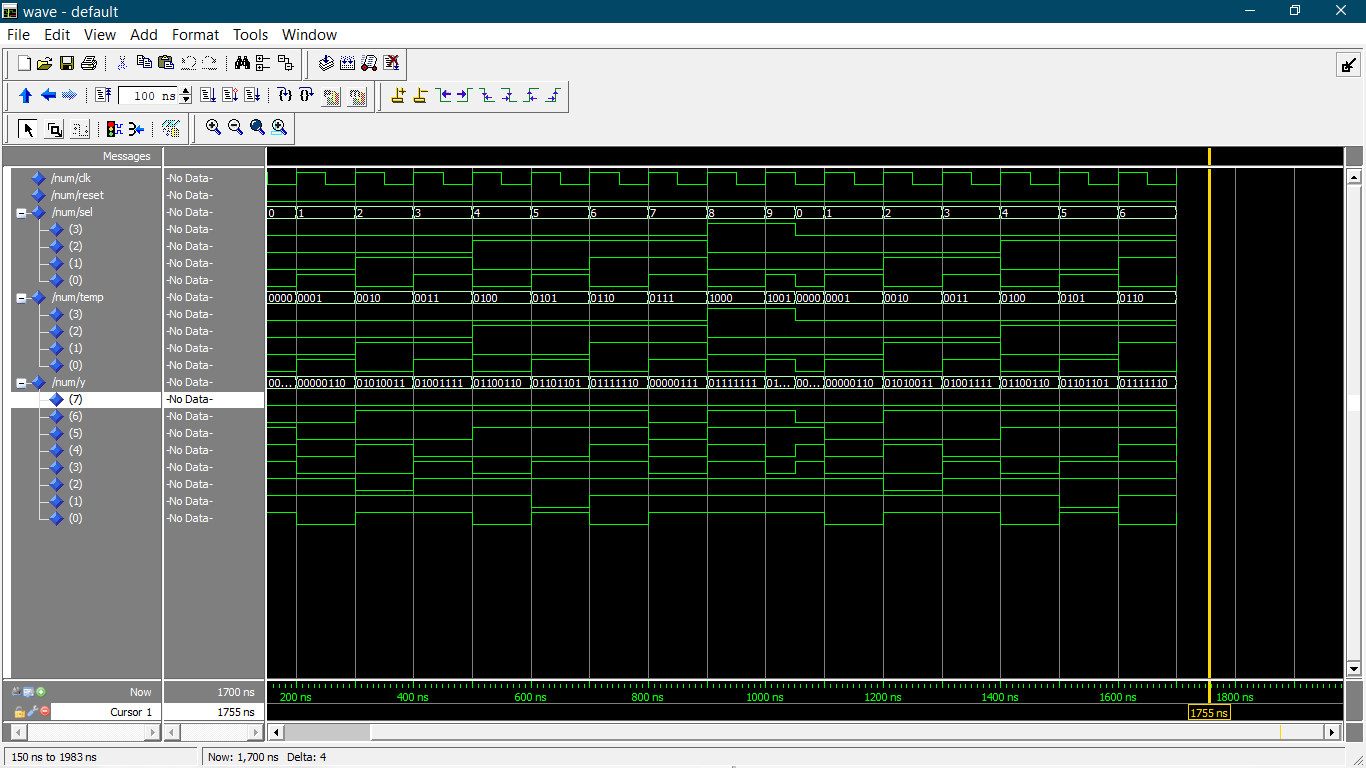 wave - default
File Edit View Add Format Tools Window
100 ns
Messages
/num/clk -No Data-
/num/reset -No Data-
/num/sel -No Data- 0 1 2 3 4 5 6 7 8 9 0 1 2 3 4 5 6
(3) -No Data-
(2) -No Data-
(1) -No Data-
(0) -No Data-
/num/temp -No Data- 0000 0001 0010 0011 0100 0101 0110 0111 1000 1001 0000 0001 0010 0011 0100 0101 0110
(3) -No Data-
(2) -No Data-
(1) -No Data-
(0) -No Data-
/num/y -No Data- 00... 00000110 01010011 01001111 01100110 01101101 01111110 00000111 01111111 01... 00... 00000110 01010011 01001111 01100110 01101101 01111110
(7) -No Data-
(6) -No Data-
(5) -No Data-
(4) -No Data-
(3) -No Data-
(2) -No Data-
(1) -No Data-
(0) -No Data-
Now 1700 ns 200 ns 400 ns 600 ns 800 ns 1000 ns 1200 ns 1400 ns 1600 ns 1800 ns
Cursor 1 1755 ns 1755 ns
150 ns to 1983 ns Now: 1,700 ns Delta: 4